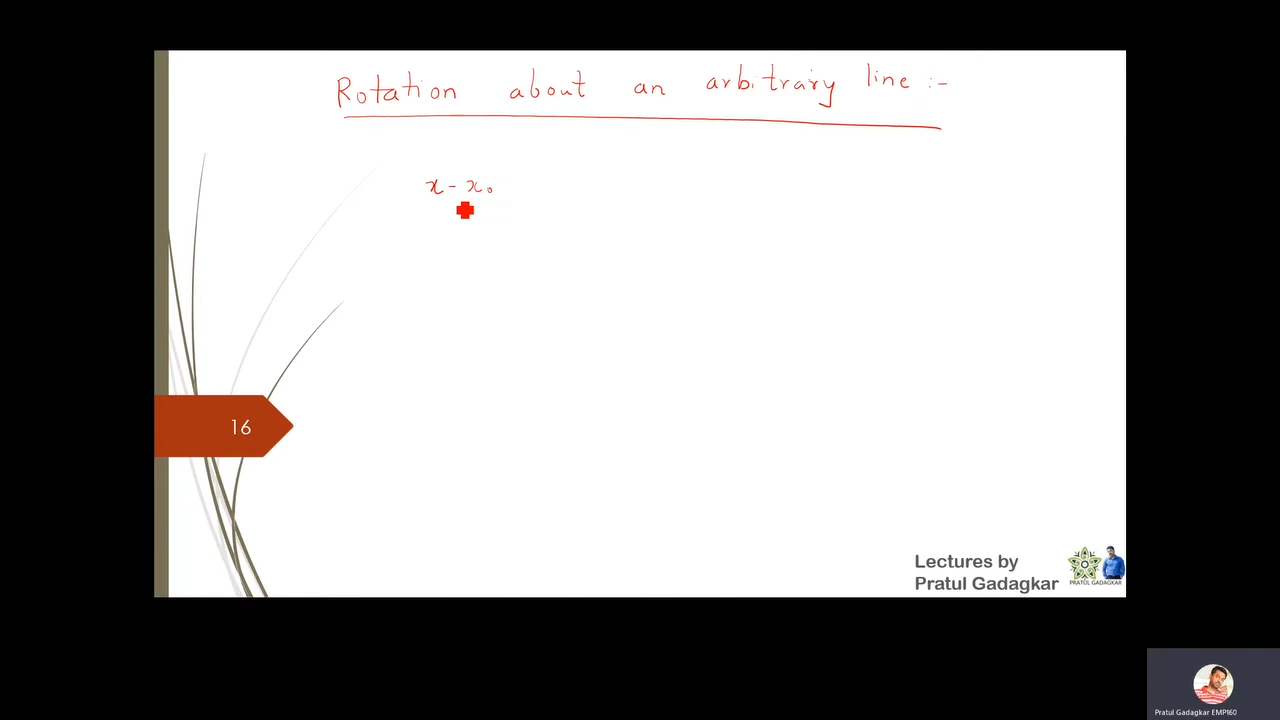 Rotation about an arbitrary line :-
x - x₀
16
Lectures by
Pratul Gadagkar
PRATUL GADAGKAR
Pratul Gadagkar EMP160